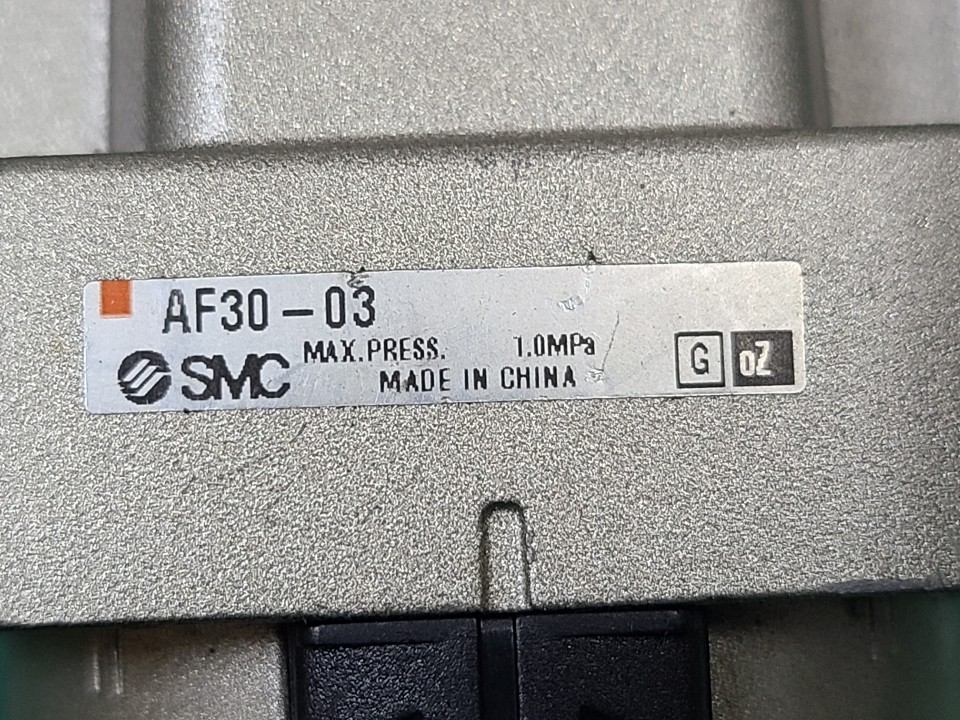 AF30-03
SMC MAX.PRESS. 1.0MPa
MADE IN CHINA
G oZ